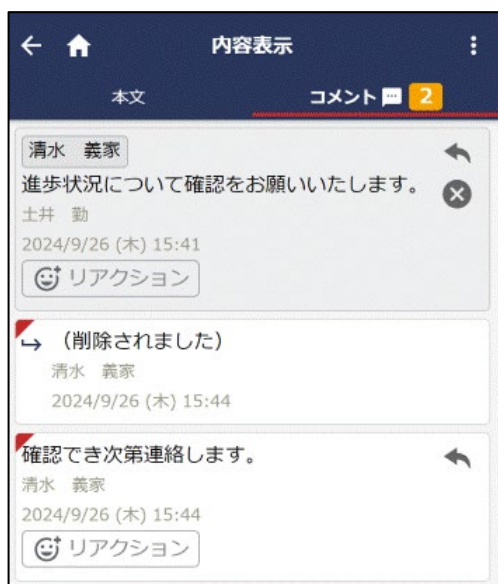 内容表示
本文
コメント 2
清水 義家
進歩状況について確認をお願いいたします。
土井 勤
2024/9/26 (木) 15:41
リアクション
(削除されました)
清水 義家
2024/9/26 (木) 15:44
確認でき次第連絡します。
清水 義家
2024/9/26 (木) 15:44
リアクション